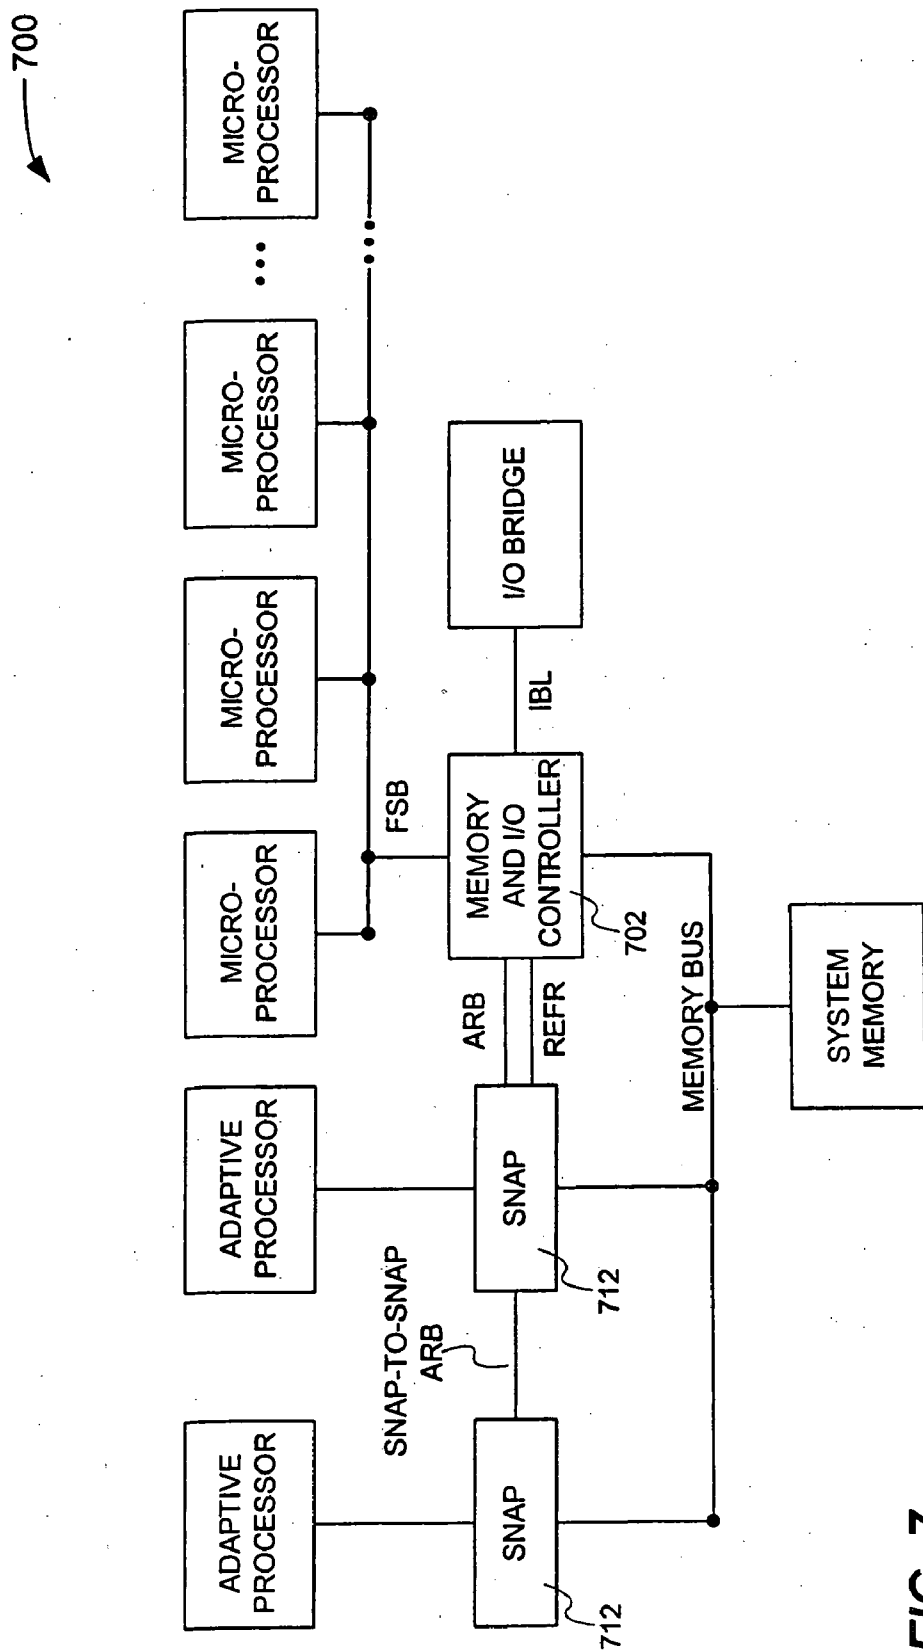 700
ADAPTIVE
PROCESSOR
ADAPTIVE
PROCESSOR
MICRO-
PROCESSOR
MICRO-
PROCESSOR
MICRO-
PROCESSOR
•••
MICRO-
PROCESSOR
FSB
SNAP-TO-SNAP
ARB
SNAP
712
SNAP
712
ARB
REFR
MEMORY
AND I/O
CONTROLLER
702
IBL
I/O BRIDGE
MEMORY BUS
SYSTEM
MEMORY
FIG. 7